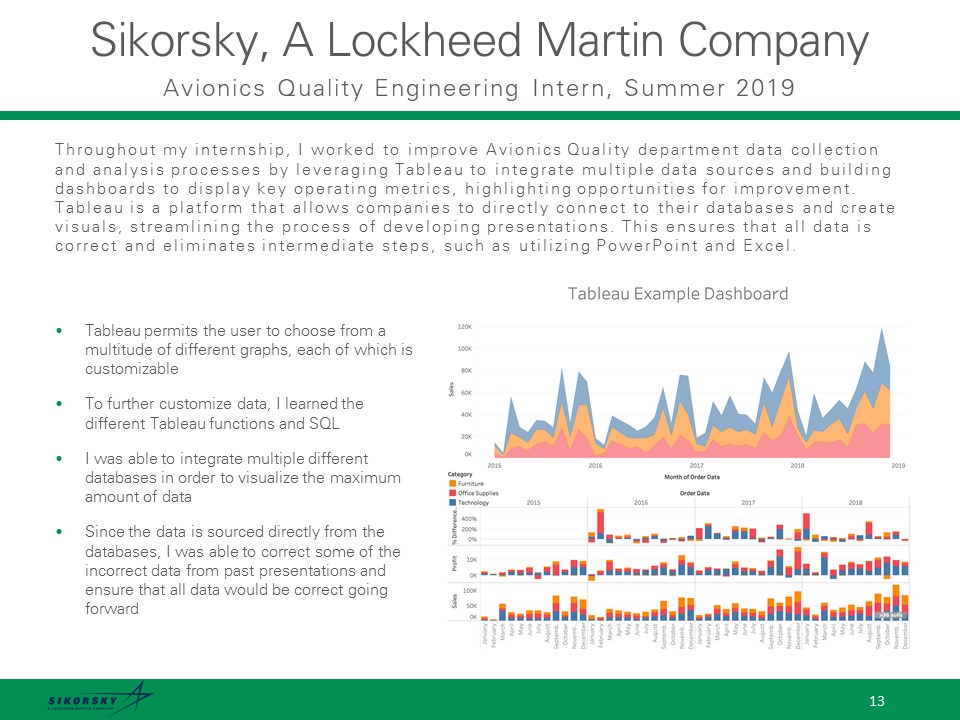 Sikorsky, A Lockheed Martin Company
Avionics Quality Engineering Intern, Summer 2019
Throughout my internship, I worked to improve Avionics Quality department data collection
and analysis processes by leveraging Tableau to integrate multiple data sources and building
dashboards to display key operating metrics, highlighting opportunities for improvement.
Tableau is a platform that allows companies to directly connect to their databases and create
visuals, streamlining the process of developing presentations. This ensures that all data is
correct and eliminates intermediate steps, such as utilizing PowerPoint and Excel.
• Tableau permits the user to choose from a
multitude of different graphs, each of which is
customizable
• To further customize data, I learned the
different Tableau functions and SQL
• I was able to integrate multiple different
databases in order to visualize the maximum
amount of data
• Since the data is sourced directly from the
databases, I was able to correct some of the
incorrect data from past presentations and
ensure that all data would be correct going
forward
Tableau Example Dashboard
120K
100K
80K
Sales
60K
40K
20K
0K
2015 2016 2017 2018 2019
Month of Order Date
Category
Furniture
Office Supplies
Technology
Order Date
2015 2016 2017 2018
% Difference..
400%
200%
0%
Profit
10K
0K
Sales
100K
50K
0K
January February March April May June July August Septemb.. October Novemb.. December January February March April May June July August Septemb.. October Novemb.. December January February March April May June July August Septemb.. October Novemb.. December January February March April May June July August Septemb.. October Novemb.. December
SIKORSKY
A LOCKHEED MARTIN COMPANY
13